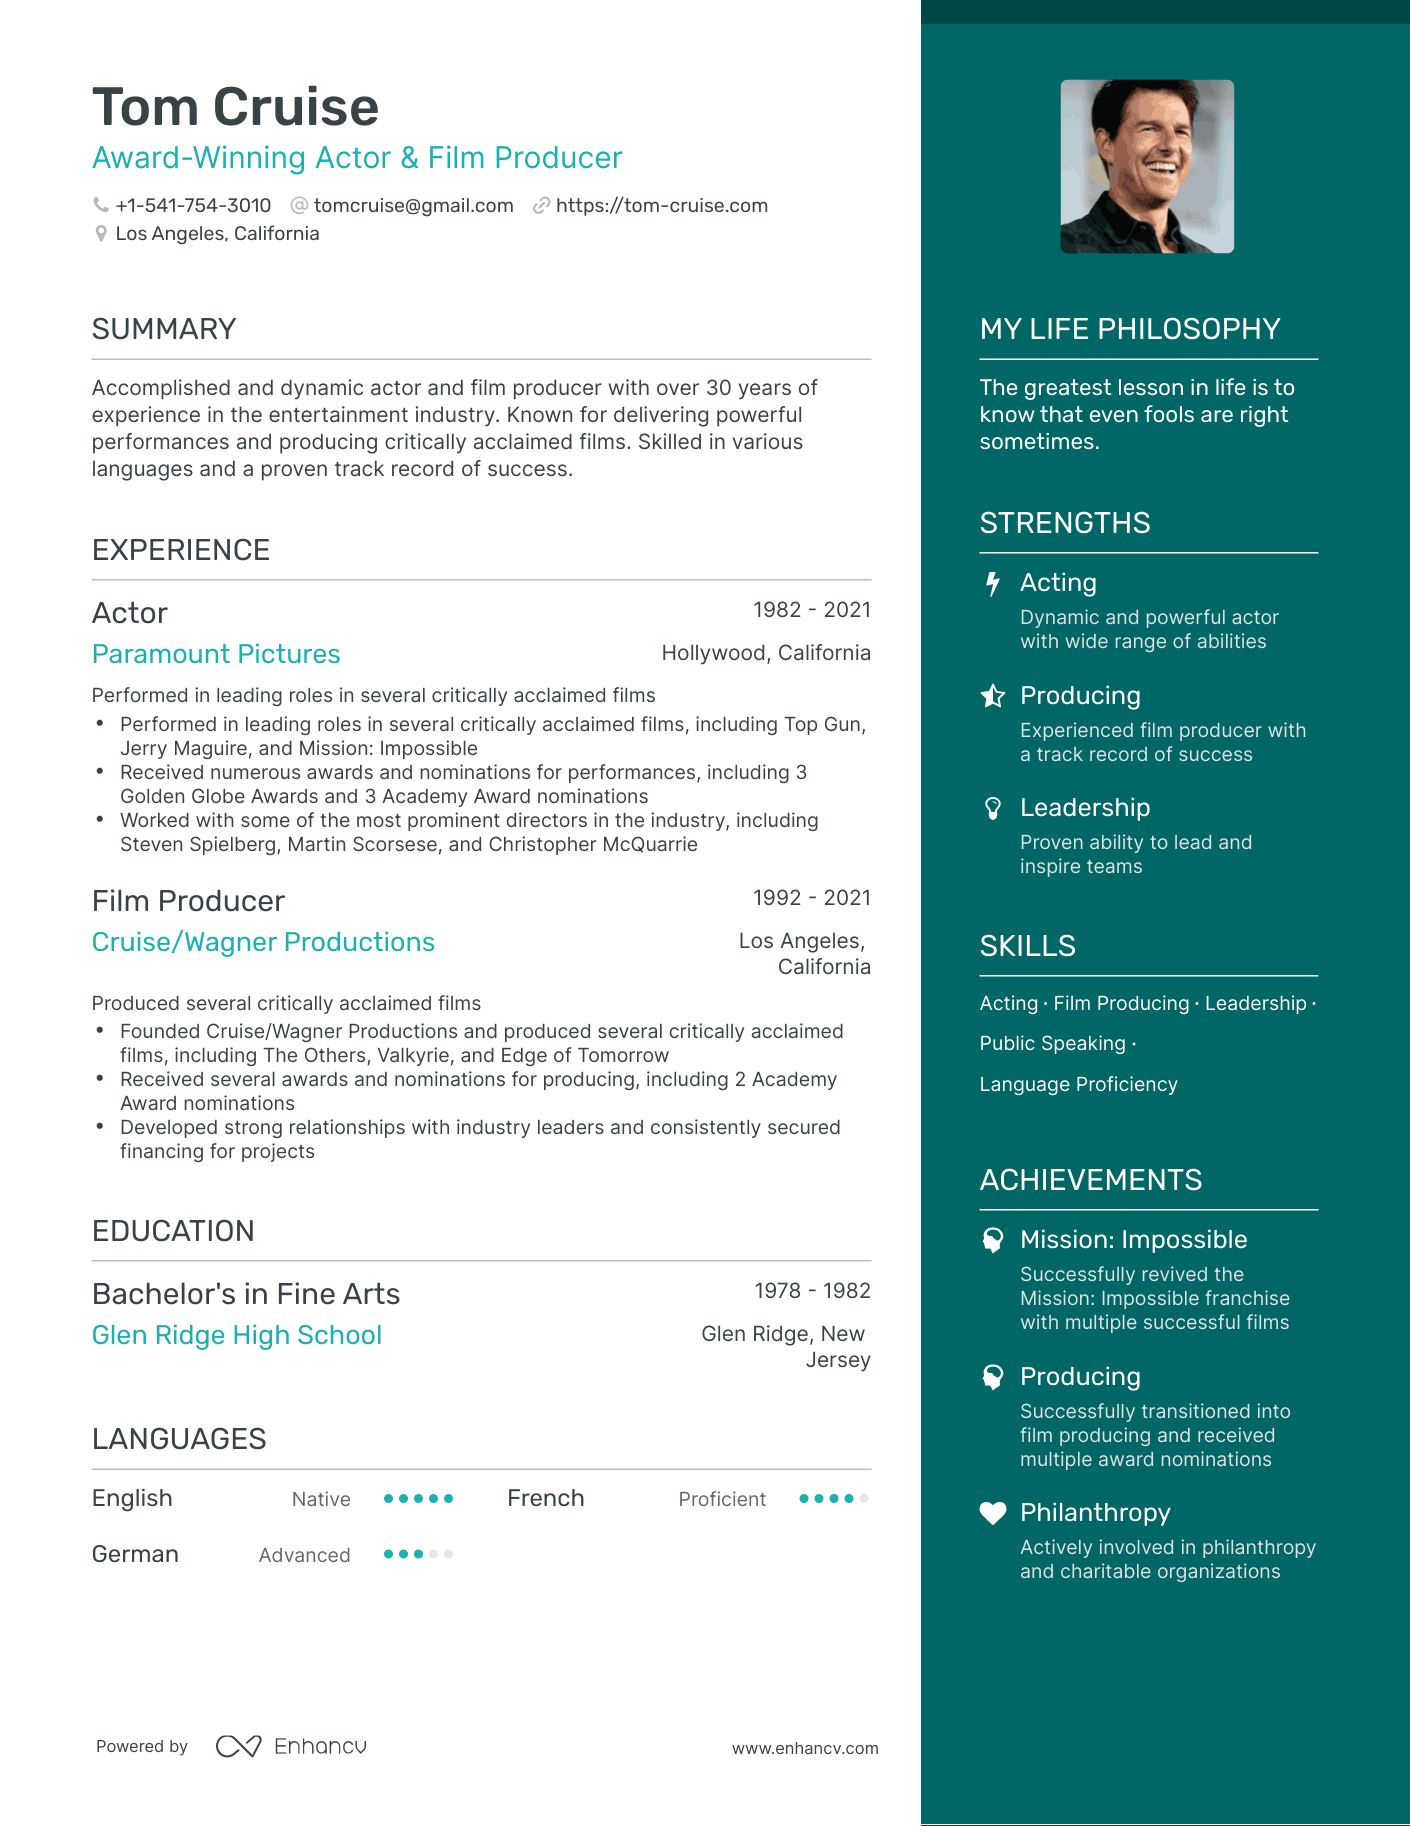 Tom Cruise
Award-Winning Actor & Film Producer
+1-541-754-3010 @ tomcruise@gmail.com https://tom-cruise.com
Los Angeles, California
SUMMARY
Accomplished and dynamic actor and film producer with over 30 years of
experience in the entertainment industry. Known for delivering powerful
performances and producing critically acclaimed films. Skilled in various
languages and a proven track record of success.
EXPERIENCE
Actor 1982 - 2021
Paramount Pictures Hollywood, California
Performed in leading roles in several critically acclaimed films
• Performed in leading roles in several critically acclaimed films, including Top Gun,
Jerry Maguire, and Mission: Impossible
• Received numerous awards and nominations for performances, including 3
Golden Globe Awards and 3 Academy Award nominations
• Worked with some of the most prominent directors in the industry, including
Steven Spielberg, Martin Scorsese, and Christopher McQuarrie
Film Producer 1992 - 2021
Cruise/Wagner Productions Los Angeles,
California
Produced several critically acclaimed films
• Founded Cruise/Wagner Productions and produced several critically acclaimed
films, including The Others, Valkyrie, and Edge of Tomorrow
• Received several awards and nominations for producing, including 2 Academy
Award nominations
• Developed strong relationships with industry leaders and consistently secured
financing for projects
EDUCATION
Bachelor's in Fine Arts 1978 - 1982
Glen Ridge High School Glen Ridge, New
Jersey
LANGUAGES
English Native French Proficient
German Advanced
Powered by Enhancv www.enhancv.com
MY LIFE PHILOSOPHY
The greatest lesson in life is to
know that even fools are right
sometimes.
STRENGTHS
Acting
Dynamic and powerful actor
with wide range of abilities
Producing
Experienced film producer with
a track record of success
Leadership
Proven ability to lead and
inspire teams
SKILLS
Acting · Film Producing · Leadership ·
Public Speaking ·
Language Proficiency
ACHIEVEMENTS
Mission: Impossible
Successfully revived the
Mission: Impossible franchise
with multiple successful films
Producing
Successfully transitioned into
film producing and received
multiple award nominations
Philanthropy
Actively involved in philanthropy
and charitable organizations